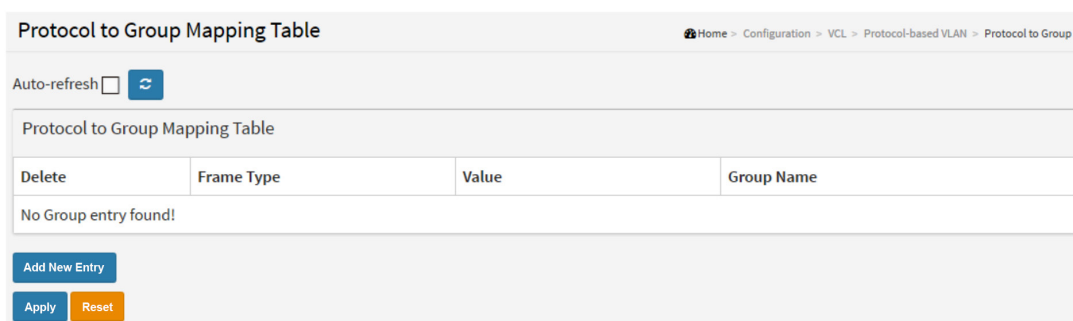 Protocol to Group Mapping Table
Home > Configuration > VCL > Protocol-based VLAN > Protocol to Group
Auto-refresh
Protocol to Group Mapping Table
Delete Frame Type Value Group Name
No Group entry found!
Add New Entry
Apply Reset